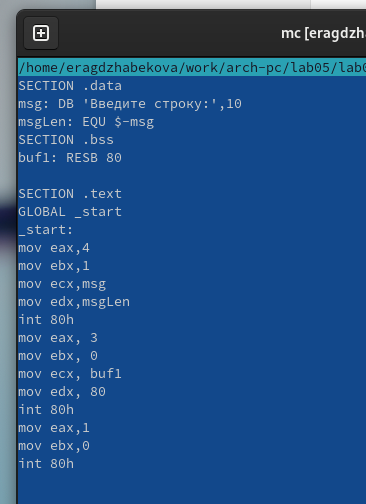 mc [eragdzha
/home/eragdzhabekova/work/arch-pc/lab05/lab0
SECTION .data
msg: DB 'Введите строку:',10
msgLen: EQU $-msg
SECTION .bss
buf1: RESB 80
SECTION .text
GLOBAL _start
_start:
mov eax,4
mov ebx,1
mov ecx,msg
mov edx,msgLen
int 80h
mov eax, 3
mov ebx, 0
mov ecx, buf1
mov edx, 80
int 80h
mov eax,1
mov ebx,0
int 80h